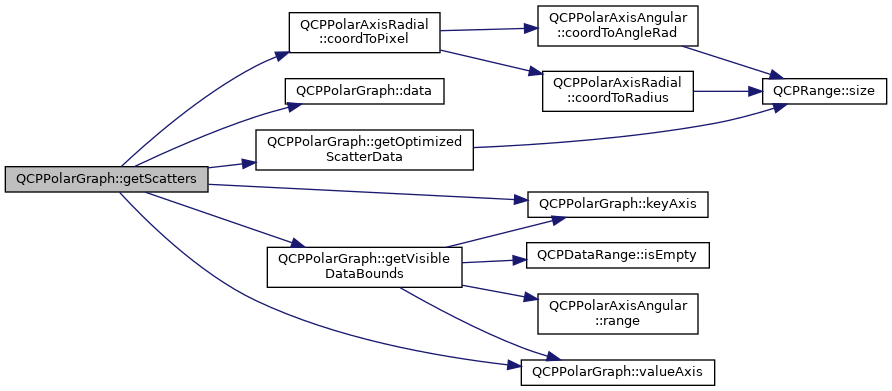 QCPPolarGraph::getScatters
QCPPolarAxisRadial
::coordToPixel
QCPPolarGraph::data
QCPPolarGraph::getOptimized
ScatterData
QCPPolarGraph::getVisible
DataBounds
QCPPolarAxisAngular
::coordToAngleRad
QCPPolarAxisRadial
::coordToRadius
QCPRange::size
QCPPolarGraph::keyAxis
QCPDataRange::isEmpty
QCPPolarAxisAngular
::range
QCPPolarGraph::valueAxis